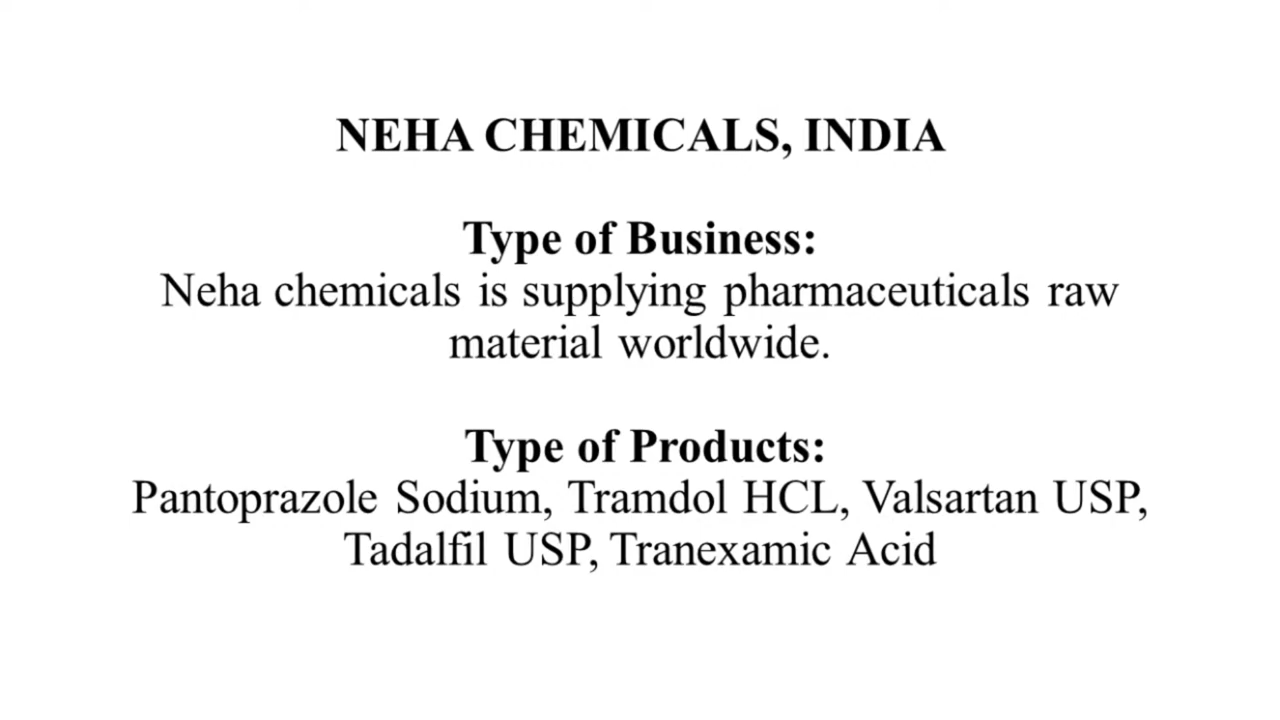 NEHA CHEMICALS, INDIA
Type of Business:
Neha chemicals is supplying pharmaceuticals raw
material worldwide.
Type of Products:
Pantoprazole Sodium, Tramdol HCL, Valsartan USP,
Tadalfil USP, Tranexamic Acid